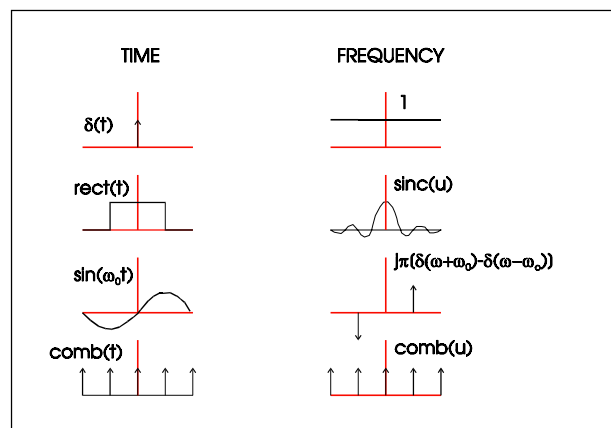 TIME FREQUENCY
δ(t) 1
rect(t) sinc(u)
sin(ω₀t) jπ[δ(ω+ω₀)-δ(ω-ω₀)]
comb(t) comb(u)